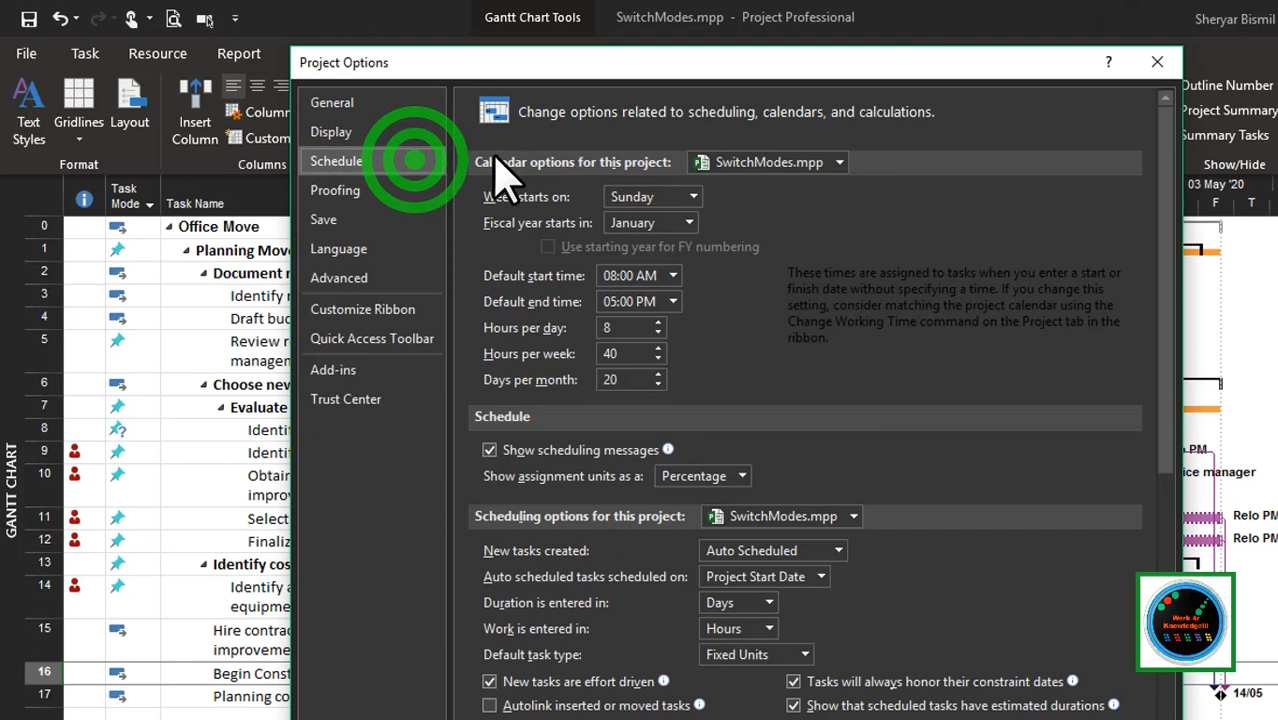 Gantt Chart Tools
SwitchModes.mpp - Project Professional
Sheryar Bismil
File Task Resource Report
Project Options
Text Styles
Gridlines
Layout
Insert Column
Column
Custom
Format
Columns
Outline Number
Project Summary
Summary Tasks
Show/Hide
General
Display
Schedule
Proofing
Save
Language
Advanced
Customize Ribbon
Quick Access Toolbar
Add-ins
Trust Center
Change options related to scheduling, calendars, and calculations.
Calendar options for this project: SwitchModes.mpp
Week starts on: Sunday
Fiscal year starts in: January
Use starting year for FY numbering
Default start time: 08:00 AM
Default end time: 05:00 PM
Hours per day: 8
Hours per week: 40
Days per month: 20
These times are assigned to tasks when you enter a start or
finish date without specifying a time. If you change this
setting, consider matching the project calendar using the
Change Working Time command on the Project tab in the
ribbon.
Schedule
Show scheduling messages
Show assignment units as a: Percentage
Scheduling options for this project: SwitchModes.mpp
New tasks created: Auto Scheduled
Auto scheduled tasks scheduled on: Project Start Date
Duration is entered in: Days
Work is entered in: Hours
Default task type: Fixed Units
New tasks are effort driven
Tasks will always honor their constraint dates
Autolink inserted or moved tasks
Show that scheduled tasks have estimated durations
GANTT CHART
Task Mode
Task Name
0 Office Move
1 Planning Mov
2 Document
3 Identify
4 Draft bud
5 Review
manager
6 Choose new
7 Evaluate
8 Identi
9 Identi
10 Obtai
improv
11 Select
12 Finaliz
13 Identify cos
14 Identify a
equipme
15 Hire contrac
improveme
16 Begin Const
17 Planning co
03 May '20
F T
PM
ice manager
Relo PM
Relo PM
14/05
Work Ar
Knowledge!!!